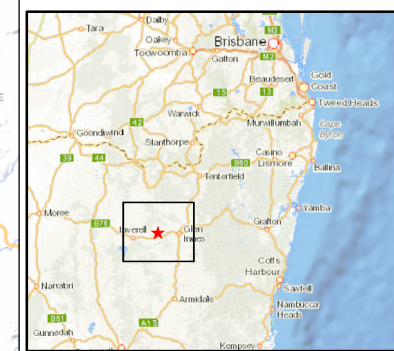 Dalby
Tara
Oakey
Brisbane
M3
M2
Toowoomba
Gatton
Beaudesert
Gold
Coast
15
13
Tweed Heads
Warwick
Murwillumbah
42
Cape
Byron
Goondiwindi
Stanthorpe
39
44
Casino
B60
Lismore
Ballina
Tenterfield
Moree
B76
Yamba
Inverell
Glen
Innes
Grafton
Coffs
Harbour
Narrabri
Armidale
Sawtell
Nambucca
Heads
B51
A15
Gunnedah
Kempsey